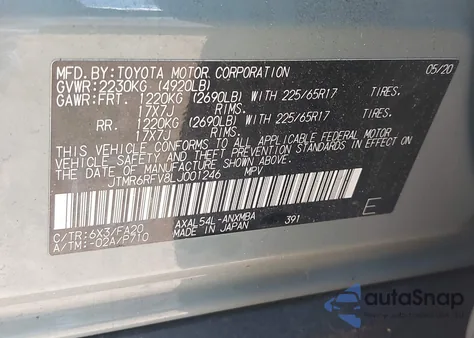 MFD.BY:TOYOTA MOTOR CORPORATION 05/20
GVWR:2230KG (4920LB)
GAWR:FRT. 1220KG (2690LB) WITH 225/65R17 TIRES.
17X7J RIMS.
RR. 1220KG (2690LB) WITH 225/65R17 TIRES.
17X7J RIMS.
THIS VEHICLE CONFORMS TO ALL APPLICABLE FEDERAL MOTOR
VEHICLE SAFETY AND THEFT PREVENTION STANDARDS IN EFFECT ON
THE DATE OF MANUFACTURE SHOWN ABOVE.
JTMR6RFV8LJ001246 MPV
C/TR:6X3/FA20 AXAL54L-ANXMBA 391 E
A/TM:-02A/P710 MADE IN JAPAN
autoSnap